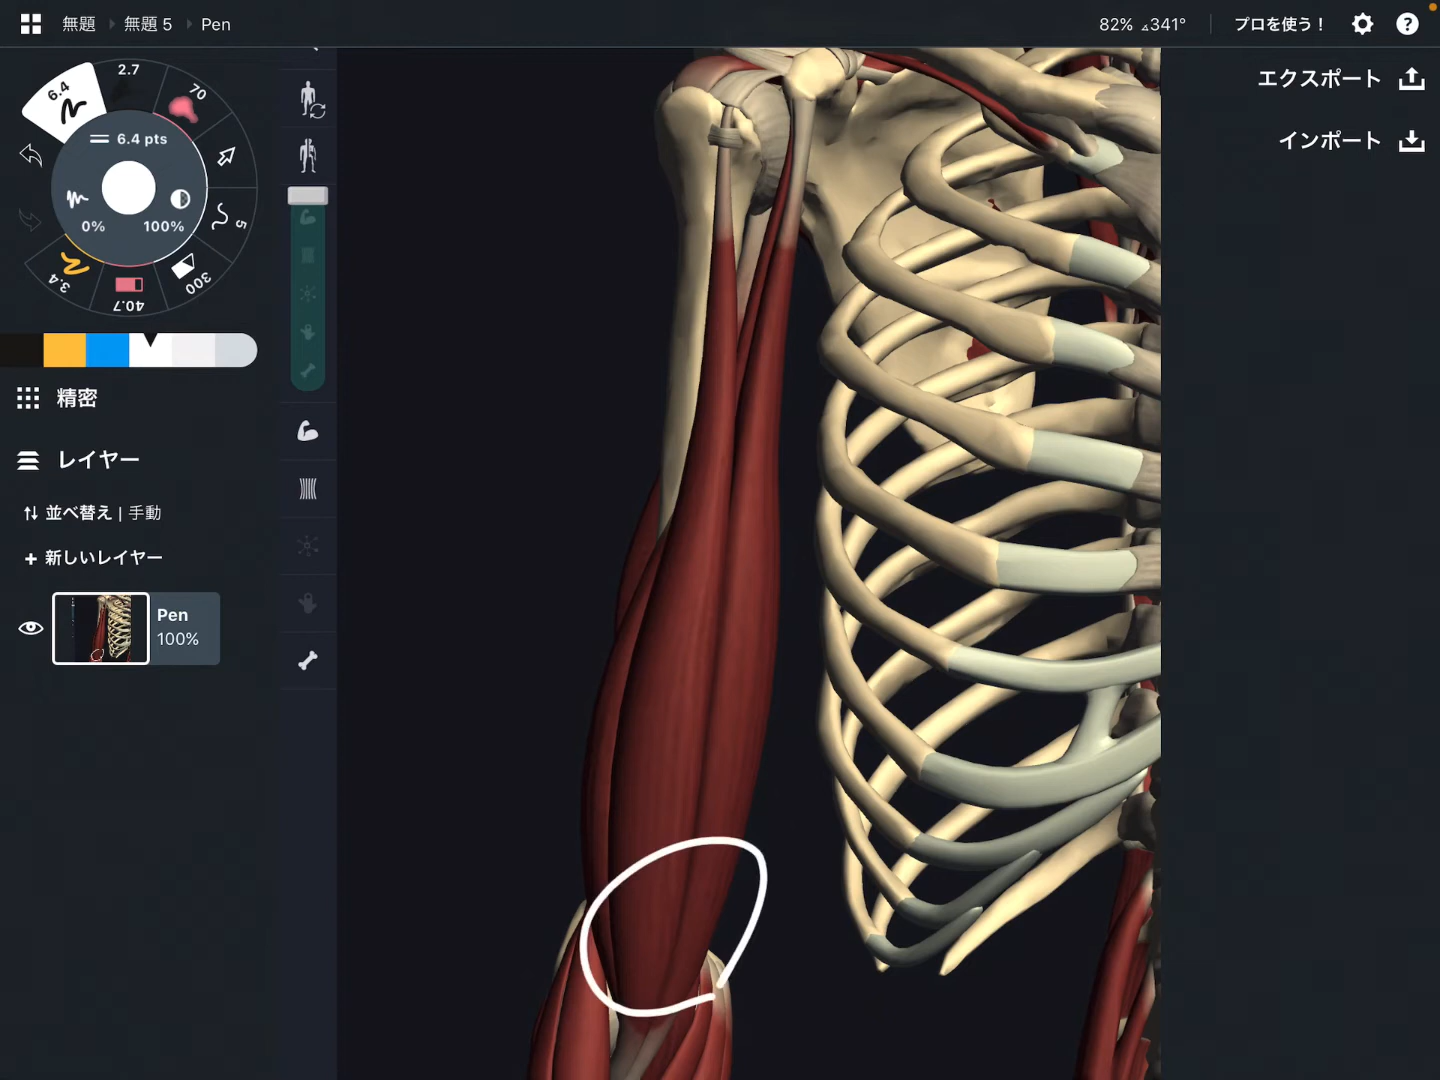 無題 無題 5 Pen
82% ⦞341° プロを使う！
エクスポート
インポート
2.7
6.4
70
6.4 pts
0% 100%
5
3.4
40.7
300
精密
レイヤー
並べ替え | 手動
+ 新しいレイヤー
Pen
100%